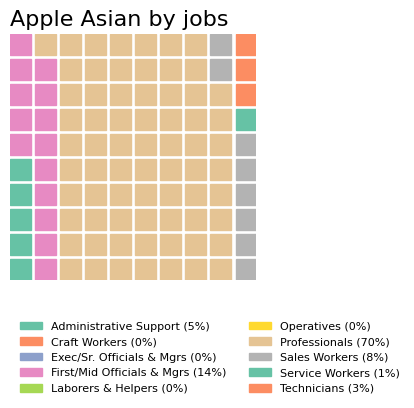 Apple Asian by jobs
Administrative Support (5%)
Craft Workers (0%)
Exec/Sr. Officials & Mgrs (0%)
First/Mid Officials & Mgrs (14%)
Laborers & Helpers (0%)
Operatives (0%)
Professionals (70%)
Sales Workers (8%)
Service Workers (1%)
Technicians (3%)